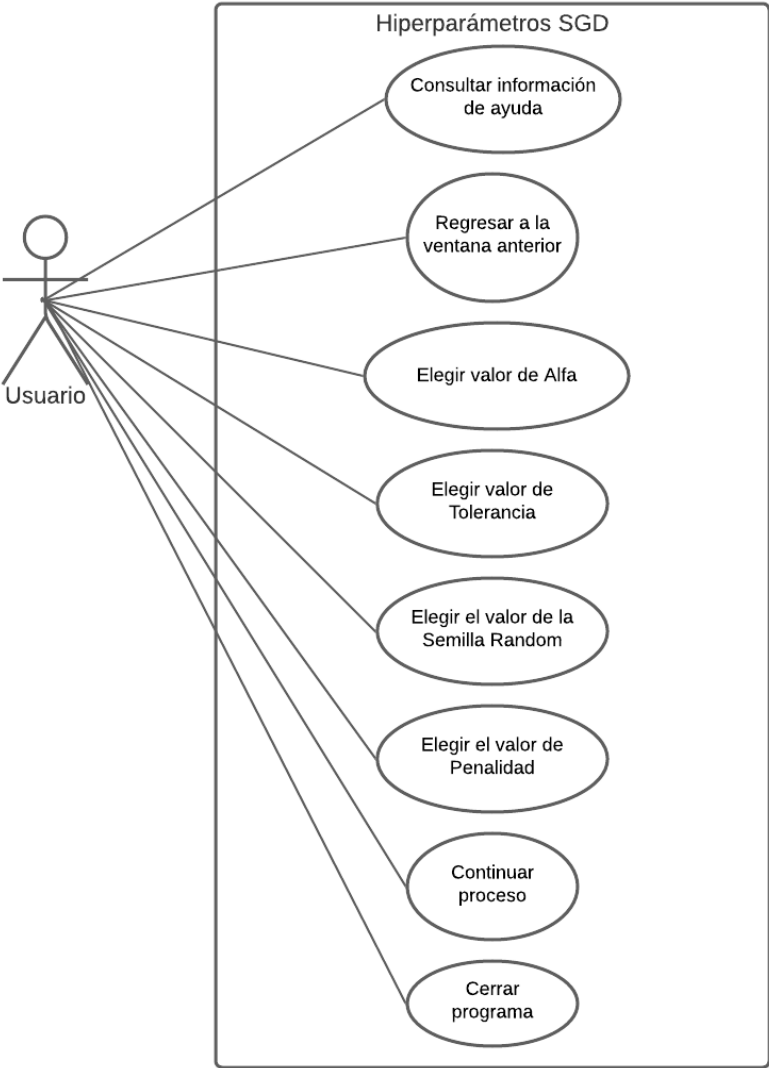 Hiperparámetros SGD
Consultar información
de ayuda
Regresar a la
ventana anterior
Usuario
Elegir valor de Alfa
Elegir valor de
Tolerancia
Elegir el valor de la
Semilla Random
Elegir el valor de
Penalidad
Continuar
proceso
Cerrar
programa